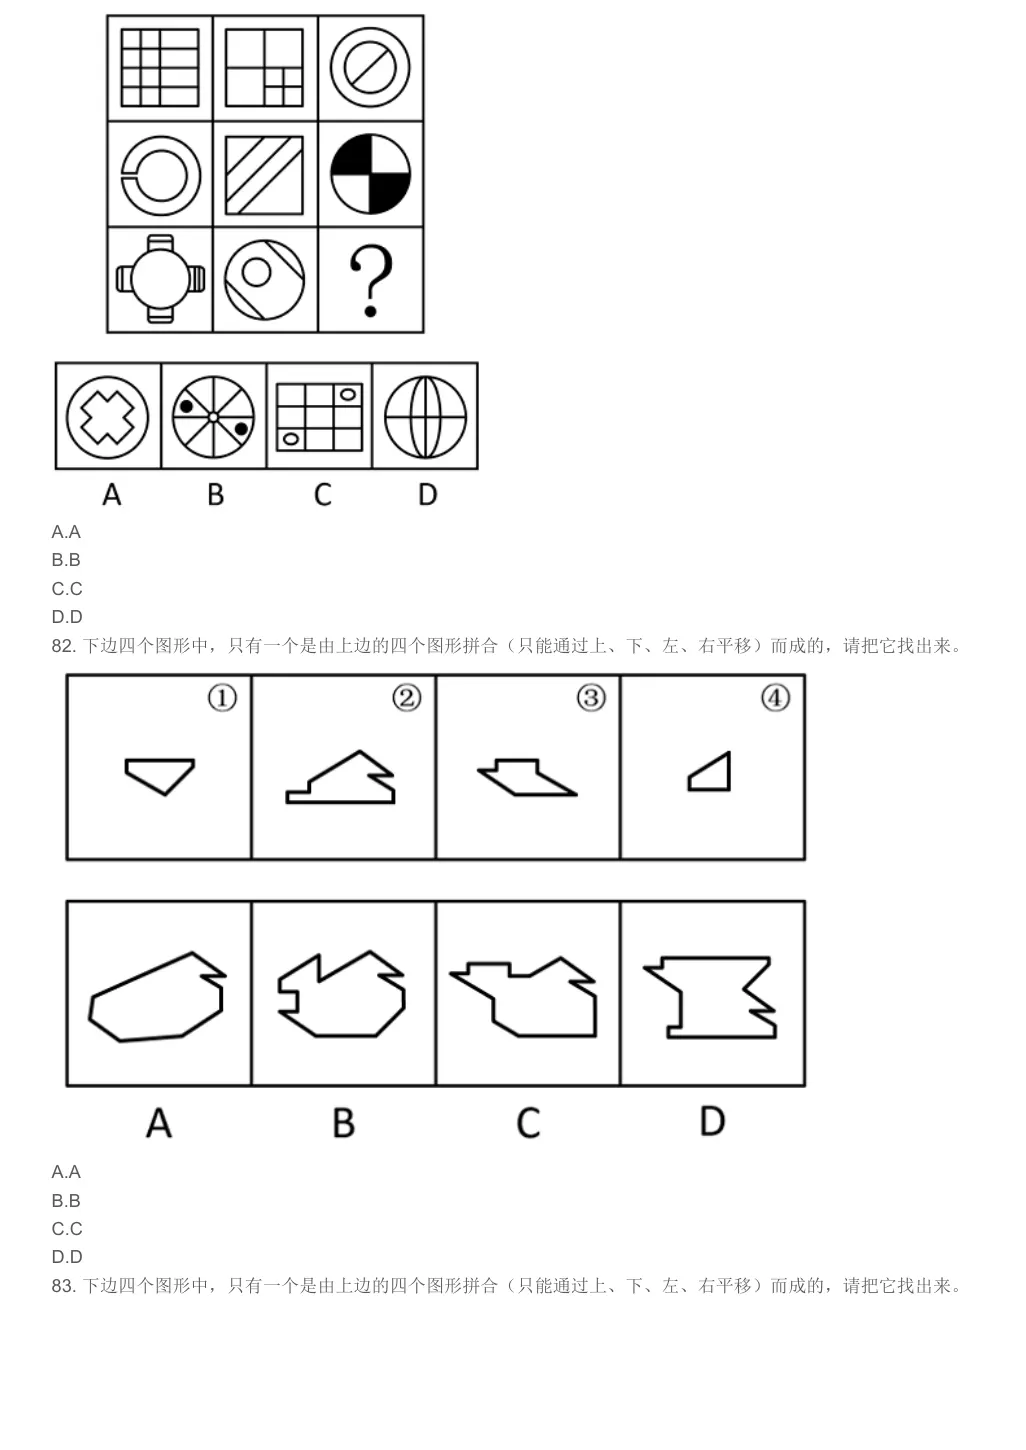 ?
A B C D
A.A
B.B
C.C
D.D
82. 下边四个图形中，只有一个是由上边的四个图形拼合（只能通过上、下、左、右平移）而成的，请把它找出来。
① ② ③ ④
A B C D
A.A
B.B
C.C
D.D
83. 下边四个图形中，只有一个是由上边的四个图形拼合（只能通过上、下、左、右平移）而成的，请把它找出来。